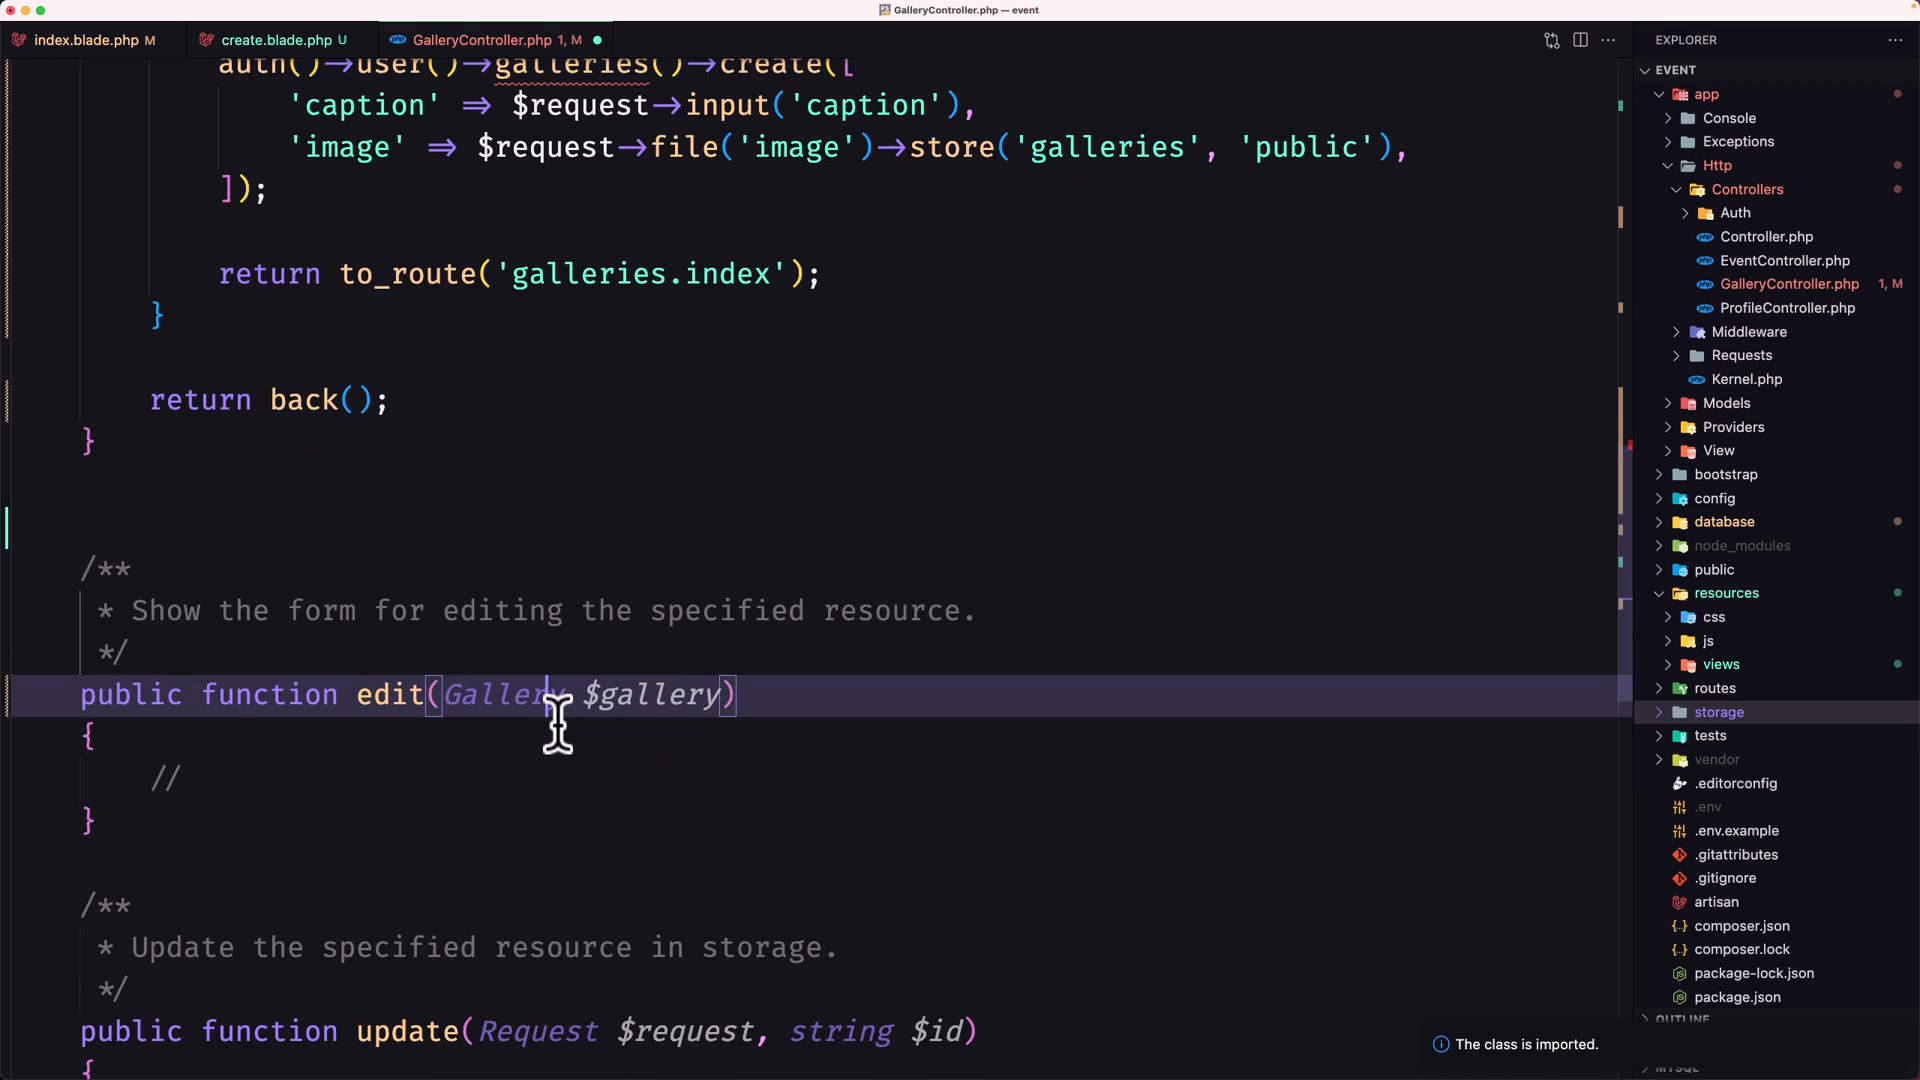 GalleryController.php — event
index.blade.php M
create.blade.php U
GalleryController.php 1, M
EXPLORER
auth()→user()→galleries()→create([
'caption' ⇒ $request→input('caption'),
'image' ⇒ $request→file('image')→store('galleries', 'public'),
]);
return to_route('galleries.index');
}
return back();
}
/**
* Show the form for editing the specified resource.
*/
public function edit(Gallery $gallery)
{
//
}
/**
* Update the specified resource in storage.
*/
public function update(Request $request, string $id)
{
EVENT
app
Console
Exceptions
Http
Controllers
Auth
Controller.php
EventController.php
GalleryController.php 1, M
ProfileController.php
Middleware
Requests
Kernel.php
Models
Providers
View
bootstrap
config
database
node_modules
public
resources
css
js
views
routes
storage
tests
vendor
.editorconfig
.env
.env.example
.gitattributes
.gitignore
artisan
composer.json
composer.lock
package-lock.json
package.json
OUTLINE
The class is imported.
MYSQL